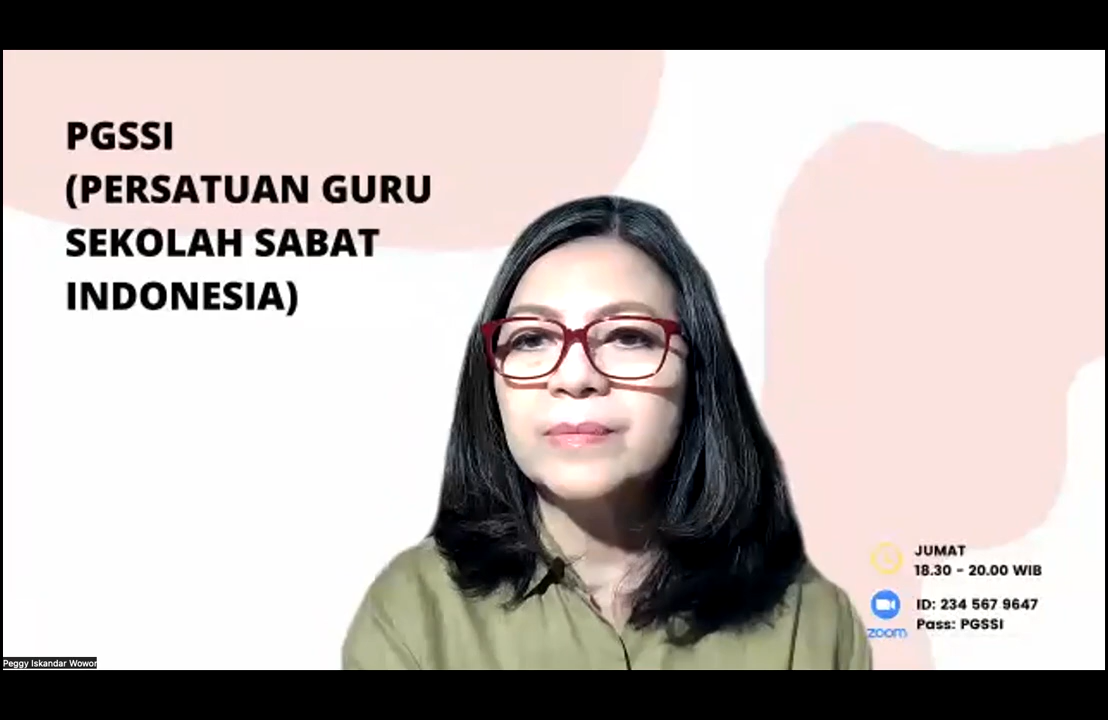 PGSSI
(PERSATUAN GURU
SEKOLAH SABAT
INDONESIA)
JUMAT
18.30 - 20.00 WIB
ID: 234 567 9647
Pass: PGSSI
zoom
Peggy Iskandar Wowor